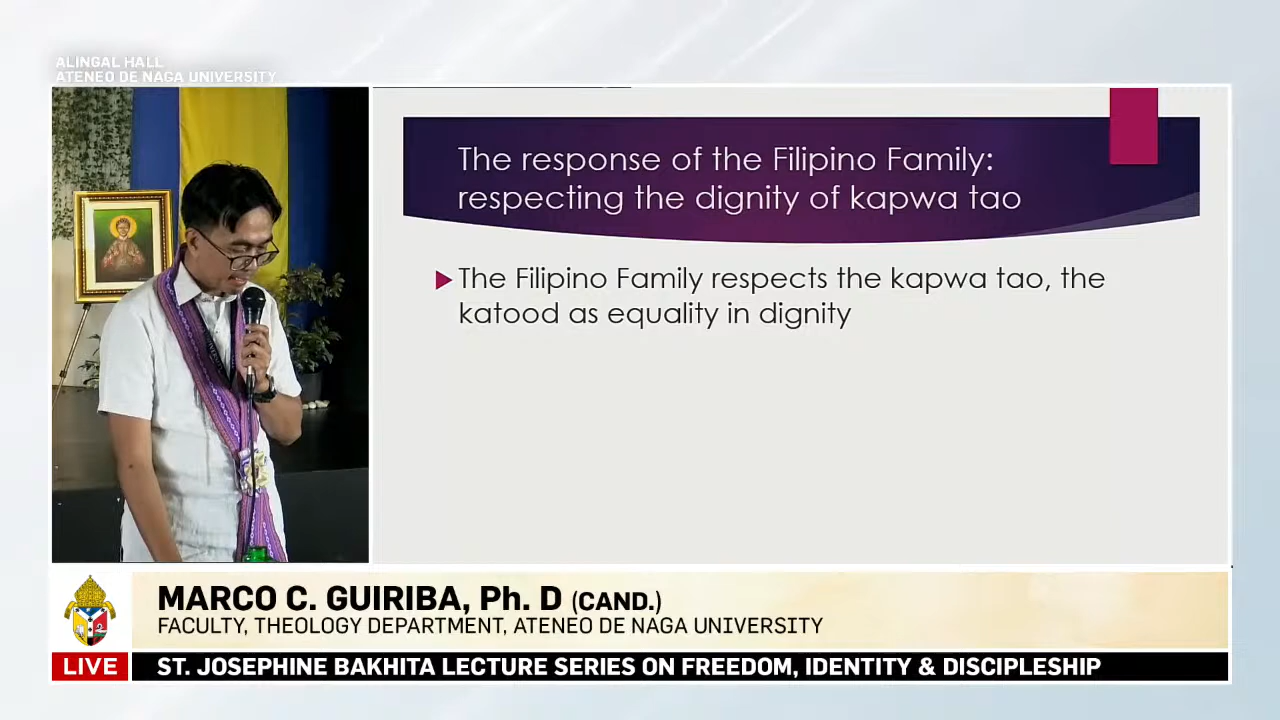 ALINGAL HALL
ATENEO DE NAGA UNIVERSITY
The response of the Filipino Family:
respecting the dignity of kapwa tao
The Filipino Family respects the kapwa tao, the
katood as equality in dignity
MARCO C. GUIRIBA, Ph. D (CAND.)
FACULTY, THEOLOGY DEPARTMENT, ATENEO DE NAGA UNIVERSITY
LIVE
ST. JOSEPHINE BAKHITA LECTURE SERIES ON FREEDOM, IDENTITY & DISCIPLESHIP